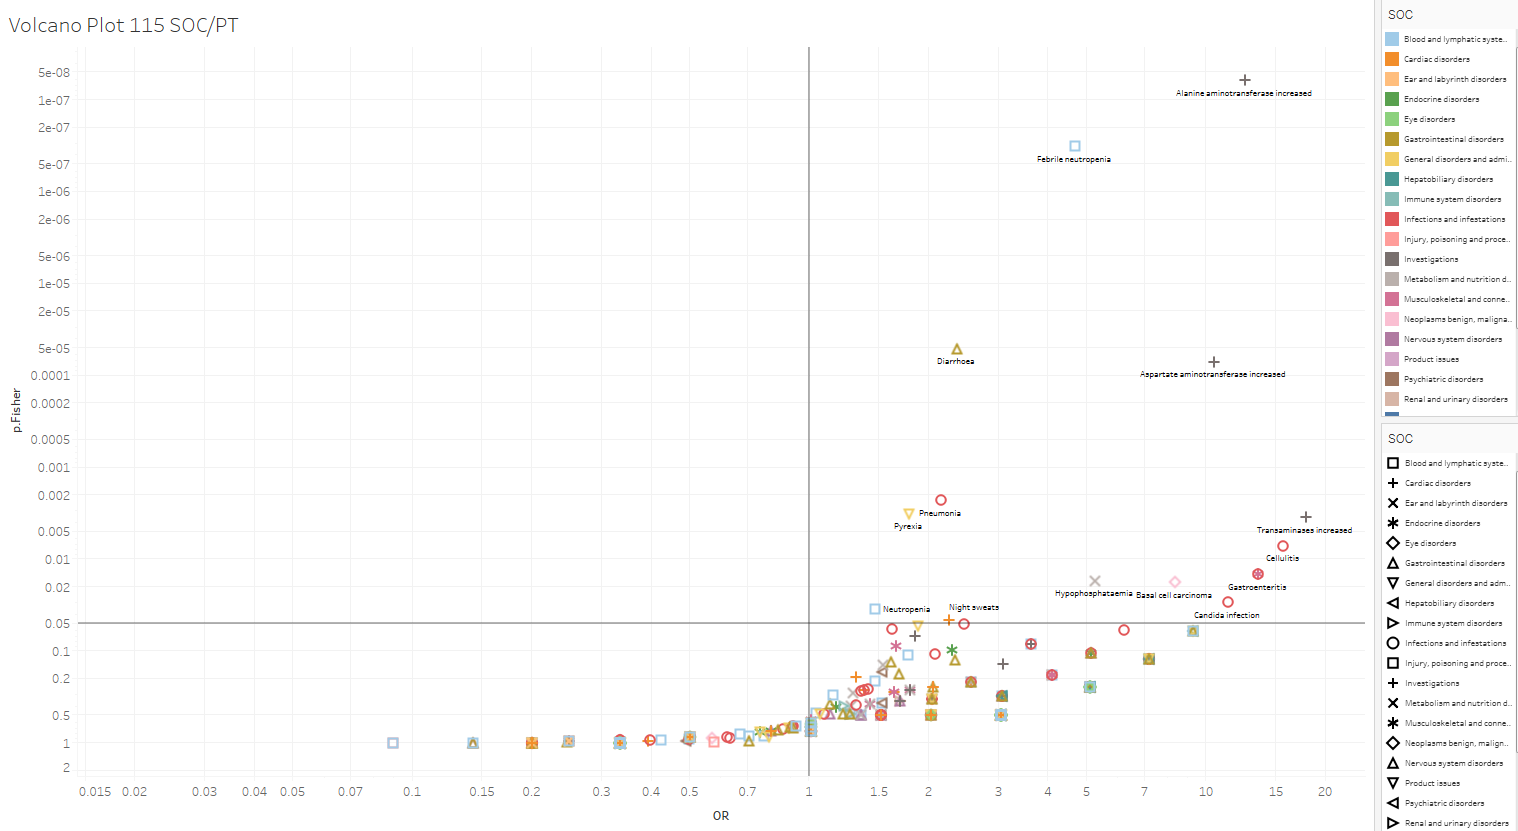 Volcano Plot 115 SOC/PT
5e-08
1e-07
2e-07
5e-07
1e-06
2e-06
5e-06
1e-05
2e-05
5e-05
0.0001
0.0002
0.0005
0.001
0.002
0.005
0.01
0.02
0.05
0.1
0.2
0.5
1
2
p.Fisher
Alanine aminotransferase increased
Febrile neutropenia
Diarrhoea
Aspartate aminotransferase increased
Pneumonia
Pyrexia
Transaminases increased
Cellulitis
Gastroenteritis
Hypophosphataemia
Basal cell carcinoma
Candida infection
Neutropenia
Night sweats
0.015 0.02 0.03 0.04 0.05 0.07 0.1 0.15 0.2 0.3 0.4 0.5 0.7 1 1.5 2 3 4 5 7 10 15 20
OR
SOC
Blood and lymphatic syste..
Cardiac disorders
Ear and labyrinth disorders
Endocrine disorders
Eye disorders
Gastrointestinal disorders
General disorders and admi..
Hepatobiliary disorders
Immune system disorders
Infections and infestations
Injury, poisoning and proce..
Investigations
Metabolism and nutrition d..
Musculoskeletal and conne..
Neoplasms benign, maligna..
Nervous system disorders
Product issues
Psychiatric disorders
Renal and urinary disorders
SOC
Blood and lymphatic syste..
Cardiac disorders
Ear and labyrinth disorders
Endocrine disorders
Eye disorders
Gastrointestinal disorders
General disorders and adm..
Hepatobiliary disorders
Immune system disorders
Infections and infestations
Injury, poisoning and proce..
Investigations
Metabolism and nutrition d..
Musculoskeletal and conne..
Neoplasms benign, malign..
Nervous system disorders
Product issues
Psychiatric disorders
Renal and urinary disorders